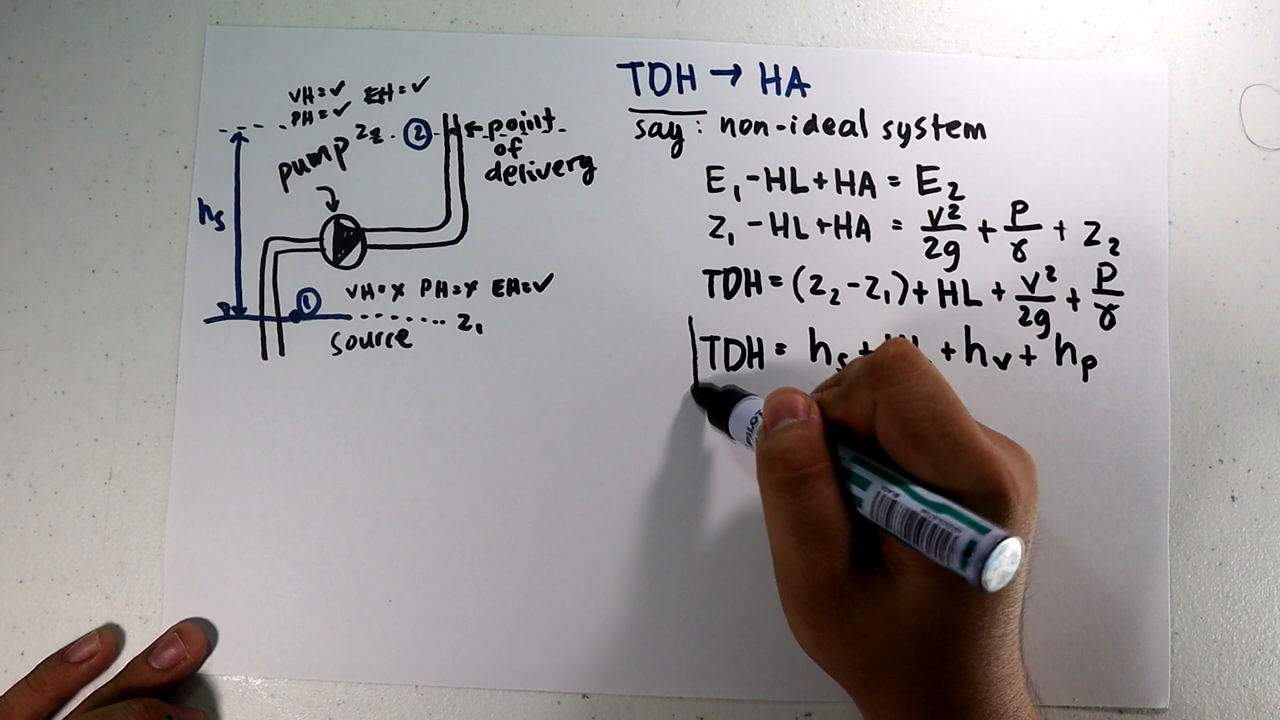 TDH → HA
say: non-ideal system
E₁-HL+HA = E₂
Z₁-HL+HA = V²/2g + P/γ + Z₂
TDH=(Z₂-Z₁)+HL+V²/2g+P/γ
TDH = hₛ+HL+hᵥ+hₚ
VH=✓ EH=✓
PH=✓
Z₂
② ←point
of
delivery
pump
hₛ
VH=x PH=x EH=✓
①
Z₁
source
PILOT